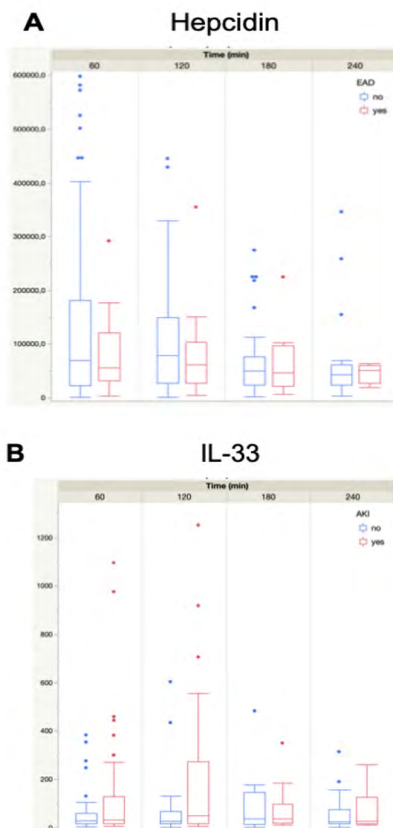 A Hepcidin
Time (min)
60 120 180 240
EAD
no
yes
600000,0
500000,0
400000,0
300000,0
200000,0
100000,0
0
B IL-33
Time (min)
60 120 180 240
AKI
no
yes
1200
1000
800
600
400
200
0